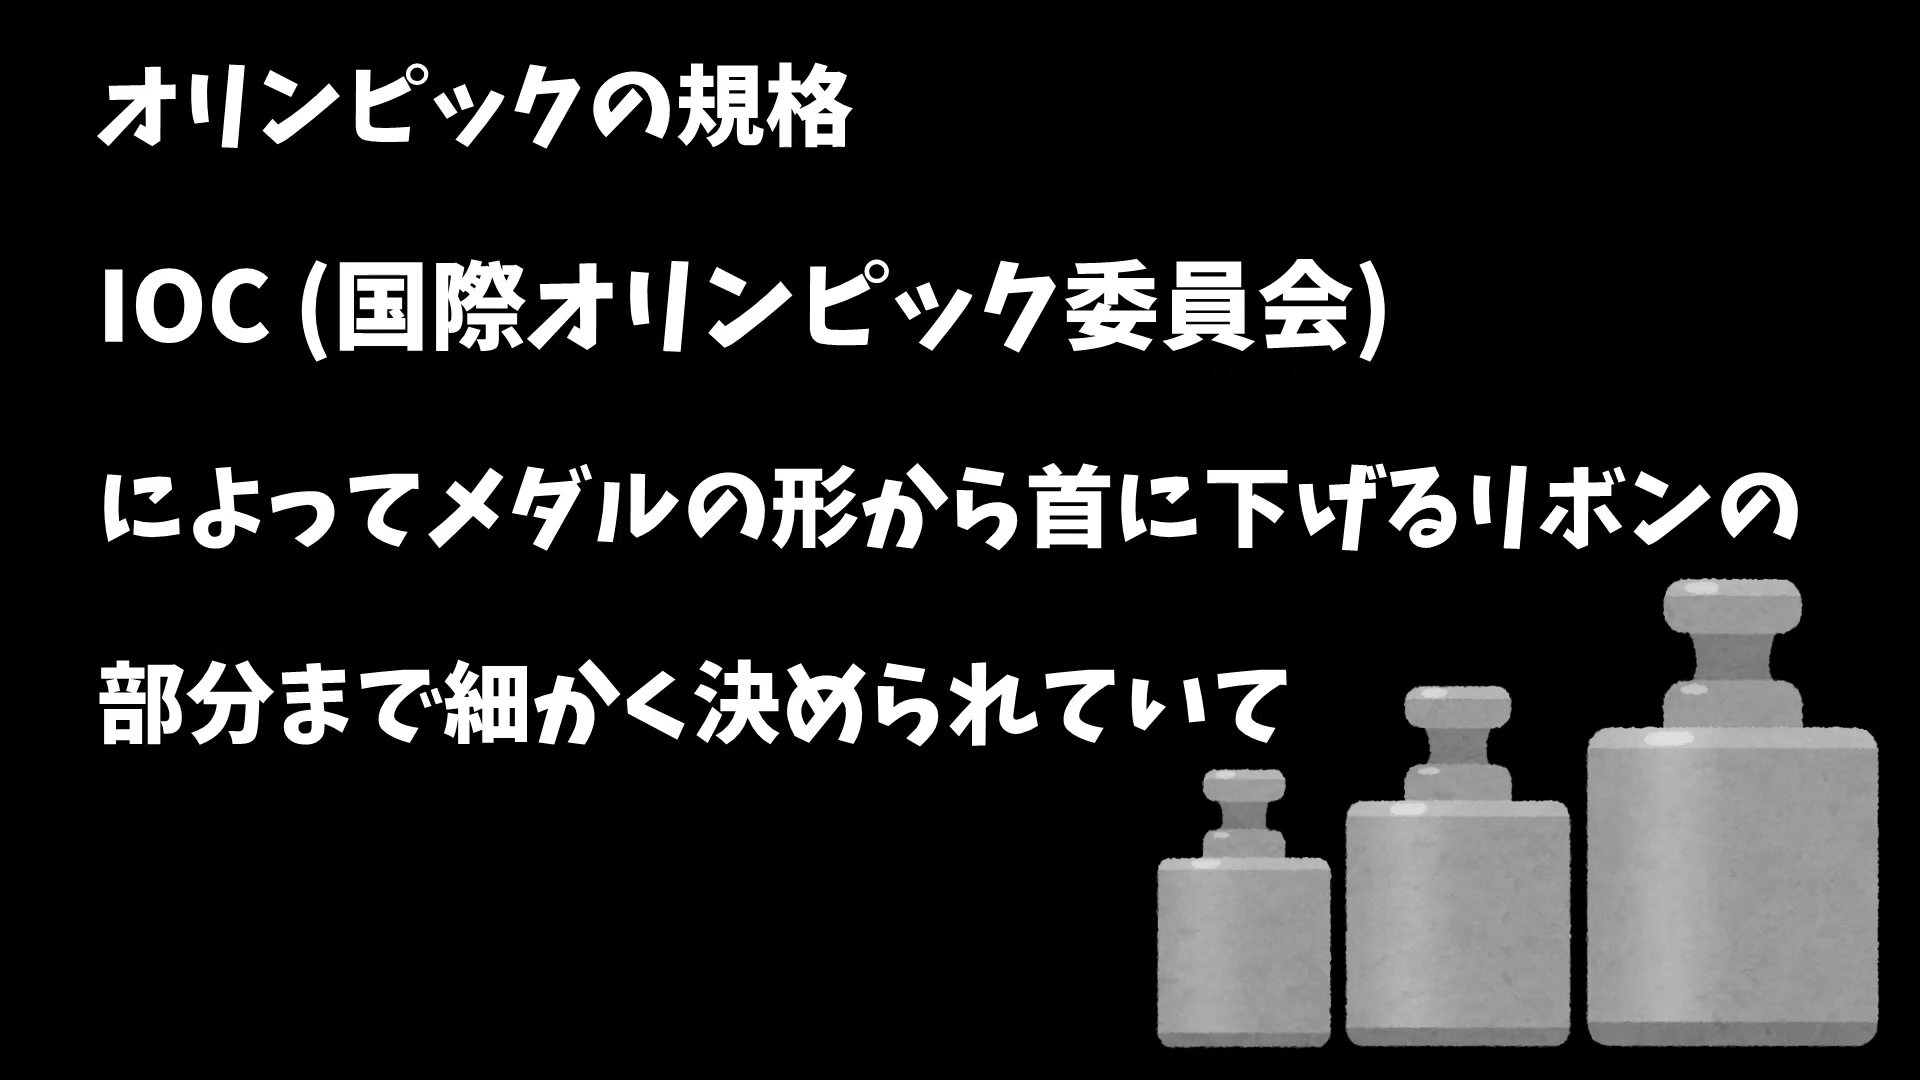 オリンピックの規格
IOC (国際オリンピック委員会)
によってメダルの形から首に下げるリボンの
部分まで細かく決められていて